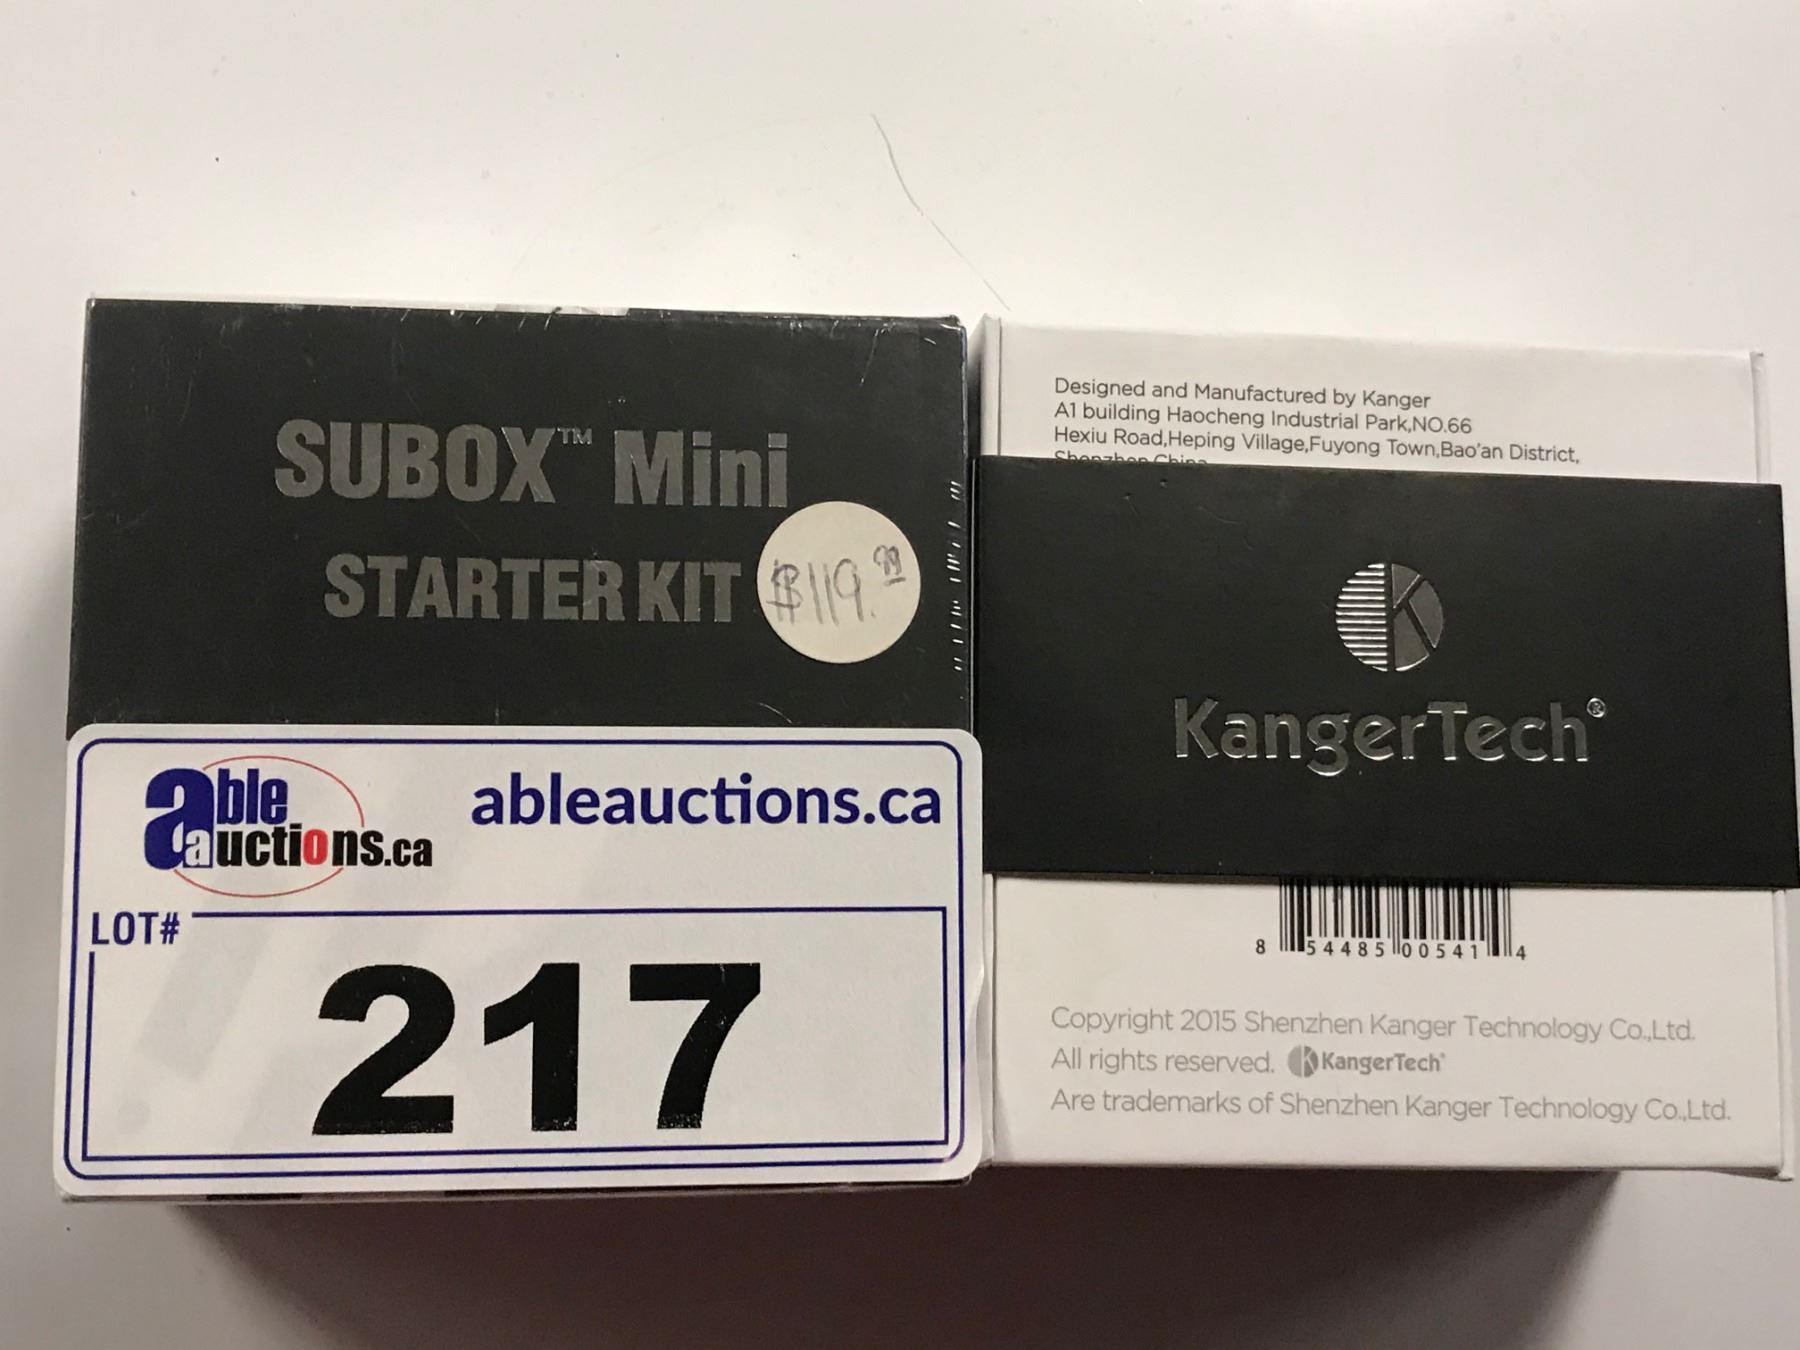 SUBOX™ Mini
STARTER KIT
$119.99
able
auctions.ca
ableauctions.ca
LOT#
217
Designed and Manufactured by Kanger
A1 building Haocheng Industrial Park,NO.66
Hexiu Road,Heping Village,Fuyong Town,Bao'an District,
Shenzhen China
K
KangerTech®
8 54485 00541 4
Copyright 2015 Shenzhen Kanger Technology Co.,Ltd.
All rights reserved. KangerTech®
Are trademarks of Shenzhen Kanger Technology Co.,Ltd.